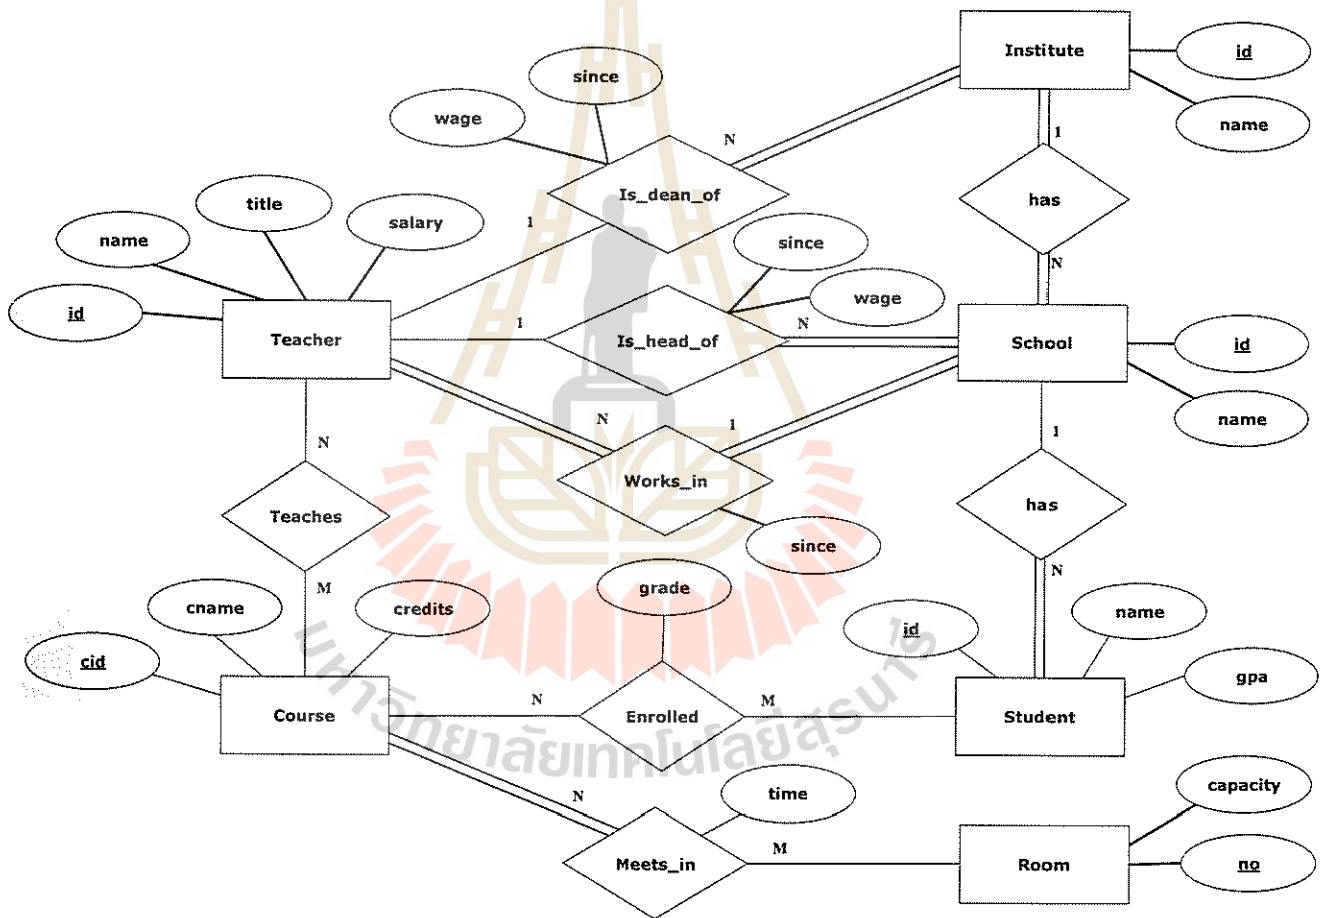 Institute
id
name
since
wage
N
1
Is_dean_of
has
title
salary
name
id
1
N
since
wage
Teacher
1
Is_head_of
N
School
id
name
N
1
Works_in
since
1
has
N
N
Teaches
M
cname
credits
cid
grade
id
name
gpa
Course
N
Enrolled
M
Student
มหาวิทยาลัยเทคโนโลยีสุรนารี
N
time
M
Meets_in
capacity
Room
no